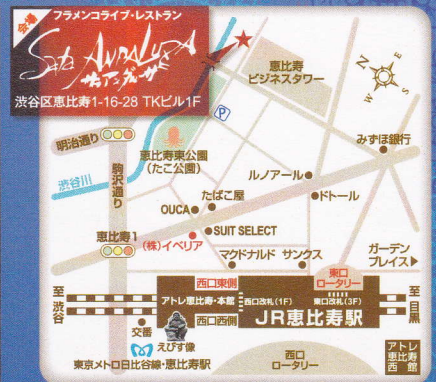 会場
フラメンコライブ・レストラン
Sala ANDALUZA
サラ・アンダルーサ
渋谷区恵比寿1-16-28 TKビル1F
恵比寿
ビジネスタワー
N
E
W
S
P
明治通り
恵比寿東公園
(たこ公園)
みずほ銀行
渋谷川
駒沢通り
ルノアール
ドトール
たばこ屋
OUCA
SUIT SELECT
恵比寿1
(株)イベリア
マクドナルド
サンクス
ガーデン
プレイス
西口東側
東口
ロータリー
至渋谷
アトレ恵比寿・本館
西口改札(1F)
東口改札(3F)
至目黒
西口西側
JR恵比寿駅
交番
えびす像
東京メトロ日比谷線・恵比寿駅
西口
ロータリー
アトレ
恵比寿
西館